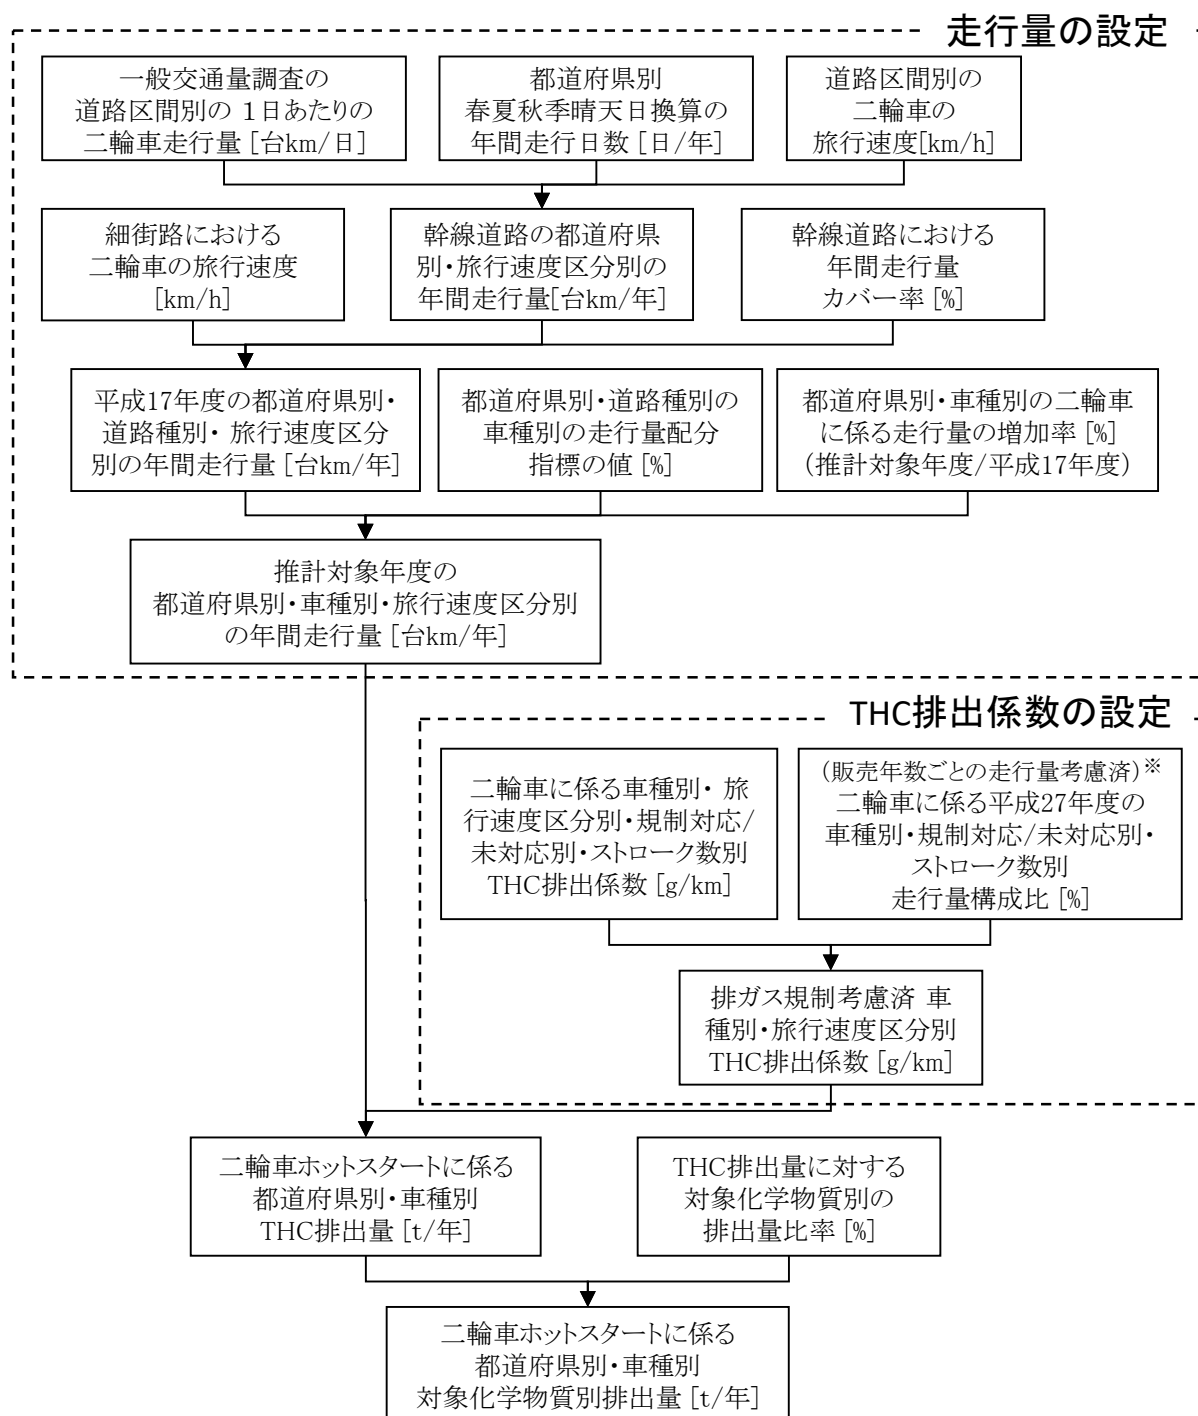 走行量の設定
一般交通量調査の
道路区間別の 1日あたりの
二輪車走行量 [台km/日]
都道府県別
春夏秋季晴天日換算の
年間走行日数 [日/年]
道路区間別の
二輪車の
旅行速度[km/h]
細街路における
二輪車の旅行速度
[km/h]
幹線道路の都道府県
別・旅行速度区分別の
年間走行量[台km/年]
幹線道路における
年間走行量
カバー率 [%]
平成17年度の都道府県別・
道路種別・ 旅行速度区分
別の年間走行量 [台km/年]
都道府県別・道路種別の
車種別の走行量配分
指標の値 [%]
都道府県別・車種別の二輪車
に係る走行量の増加率 [%]
(推計対象年度/平成17年度)
推計対象年度の
都道府県別・車種別・旅行速度区分別
の年間走行量 [台km/年]
THC排出係数の設定
二輪車に係る車種別・ 旅
行速度区分別・規制対応/
未対応別・ストローク数別
THC排出係数 [g/km]
(販売年数ごとの走行量考慮済)※
二輪車に係る平成27年度の
車種別・規制対応/未対応別・
ストローク数別
走行量構成比 [%]
排ガス規制考慮済 車
種別・旅行速度区分別
THC排出係数 [g/km]
二輪車ホットスタートに係る
都道府県別・車種別
THC排出量 [t/年]
THC排出量に対する
対象化学物質別の
排出量比率 [%]
二輪車ホットスタートに係る
都道府県別・車種別
対象化学物質別排出量 [t/年]